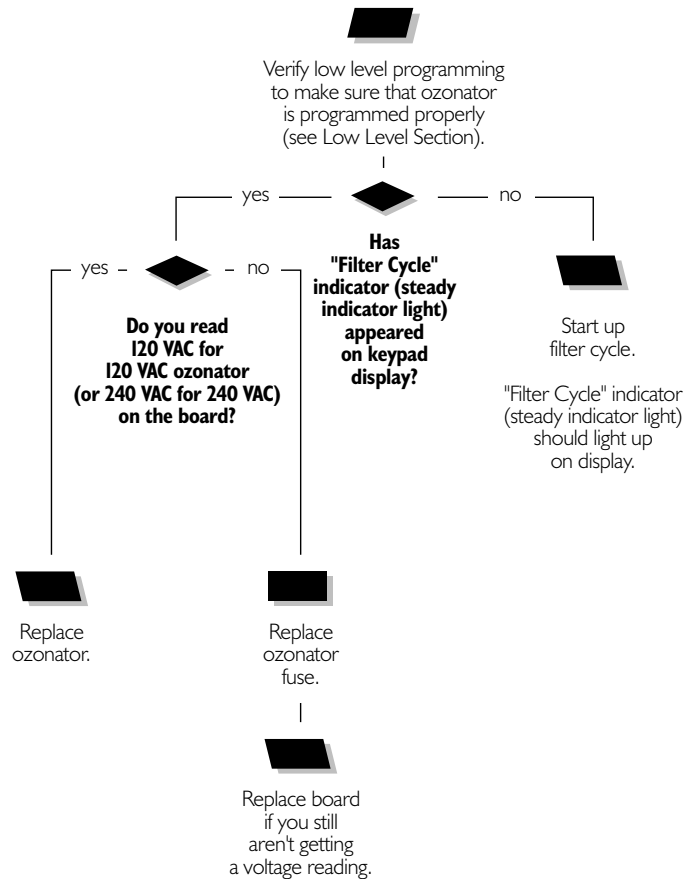 Verify low level programming
to make sure that ozonator
is programmed properly
(see Low Level Section).
yes
no
Has
"Filter Cycle"
indicator (steady
indicator light)
appeared
on keypad
display?
yes
no
Do you read
120 VAC for
120 VAC ozonator
(or 240 VAC for 240 VAC)
on the board?
Start up
filter cycle.
"Filter Cycle" indicator
(steady indicator light)
should light up
on display.
Replace
ozonator.
Replace
ozonator
fuse.
Replace board
if you still
aren't getting
a voltage reading.